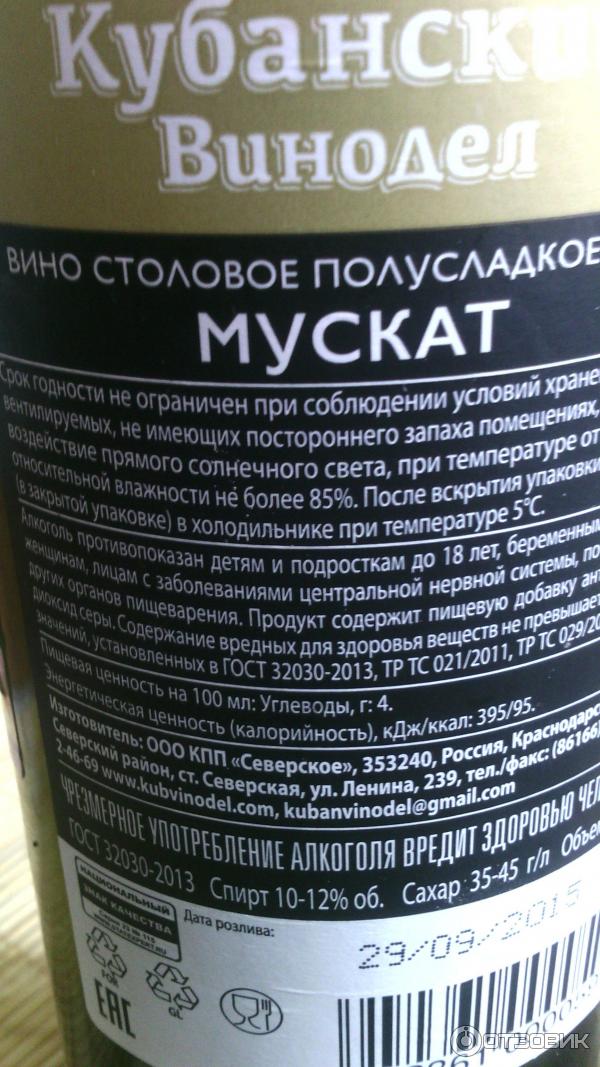 Кубански
Винодел
ВИНО СТОЛОВОЕ ПОЛУСЛАДКОЕ
МУСКАТ
Срок годности не ограничен при соблюдении условий хране
вентилируемых, не имеющих постороннего запаха помещениях,
воздействие прямого солнечного света, при температуре от
относительной влажности не более 85%. После вскрытия упаковки
(в закрытой упаковке) в холодильнике при температуре 5°С.
Алкоголь противопоказан детям и подросткам до 18 лет, беременным
женщинам, лицам с заболеваниями центральной нервной системы, по
других органов пищеварения. Продукт содержит пищевую добавку ант
диоксид серы. Содержание вредных для здоровья веществ не превышает
значений, установленных в ГОСТ 32030-2013, ТР ТС 021/2011, ТР ТС 029/20
Пищевая ценность на 100 мл: Углеводы, г: 4.
Энергетическая ценность (калорийность), кДж/ккал: 395/95.
Изготовитель: ООО КПП «Северское», 353240, Россия, Краснодарс
Северский район, ст. Северская, ул. Ленина, 239, тел./факс: (86166)
2-46-69 www.kubvinodel.com, kubanvinodel@gmail.com
ЧРЕЗМЕРНОЕ УПОТРЕБЛЕНИЕ АЛКОГОЛЯ ВРЕДИТ ЗДОРОВЬЮ ЧЕЛ
ГОСТ 32030-2013 Спирт 10-12% об. Сахар 35-45 г/л Объем
НАЦИОНАЛЬНЫЙ
ЗНАК КАЧЕСТВА
Дата розлива:
29/09/2015
FOR
GL
EAC
ОТЗОВИК